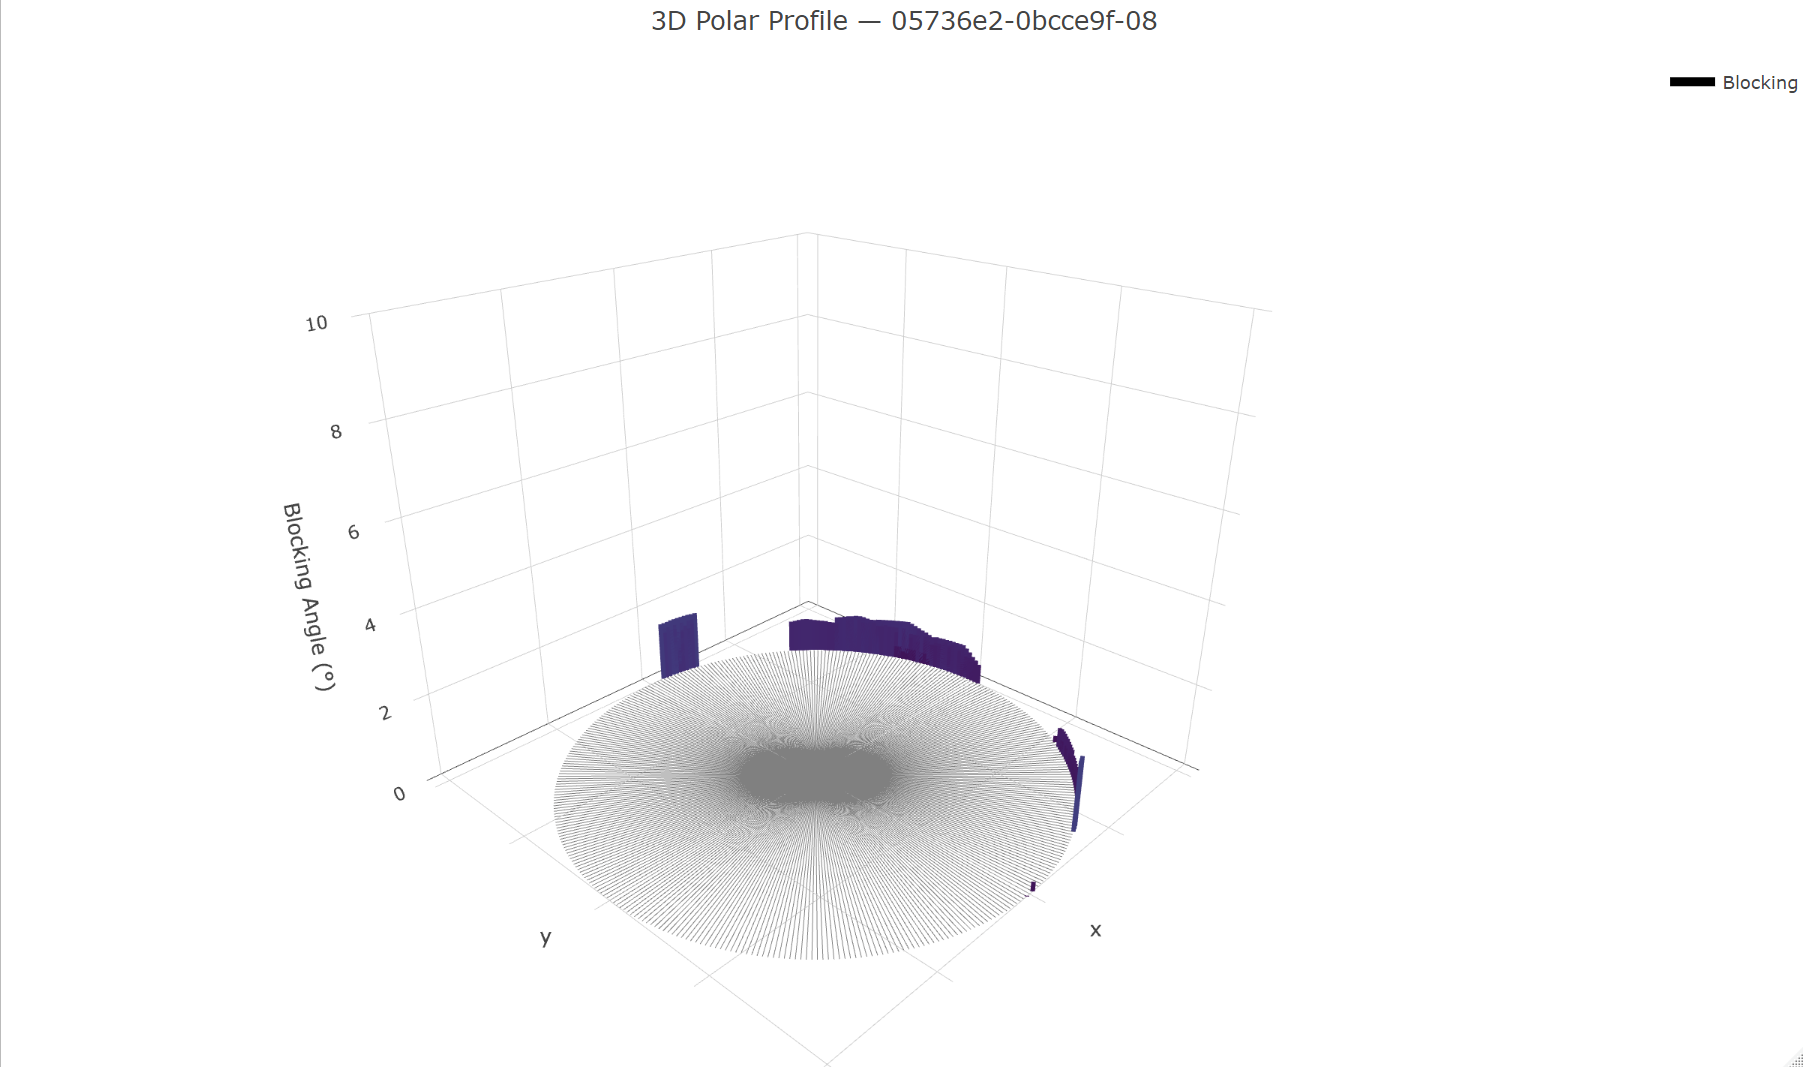 3D Polar Profile — 05736e2-0bcce9f-08
Blocking
10
8
6
4
2
0
Blocking Angle (º)
y
x